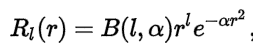 R_l(r) = B(l, α)r^l e^{-αr^2},